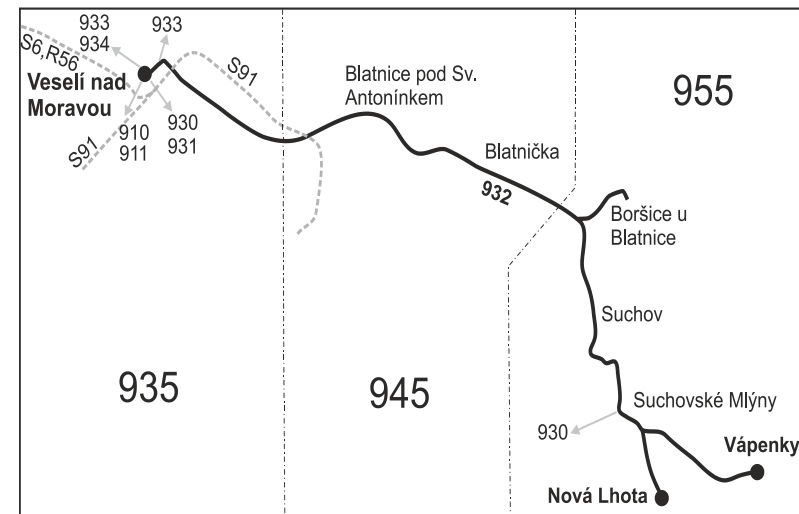 933
934
933
S6,R56
S91
Veselí nad
Moravou
910
911
930
931
S91
Blatnice pod Sv.
Antonínkem
955
Blatnička
932
Boršice u
Blatnice
Suchov
935
945
Suchovské Mlýny
930
Vápenky
Nová Lhota